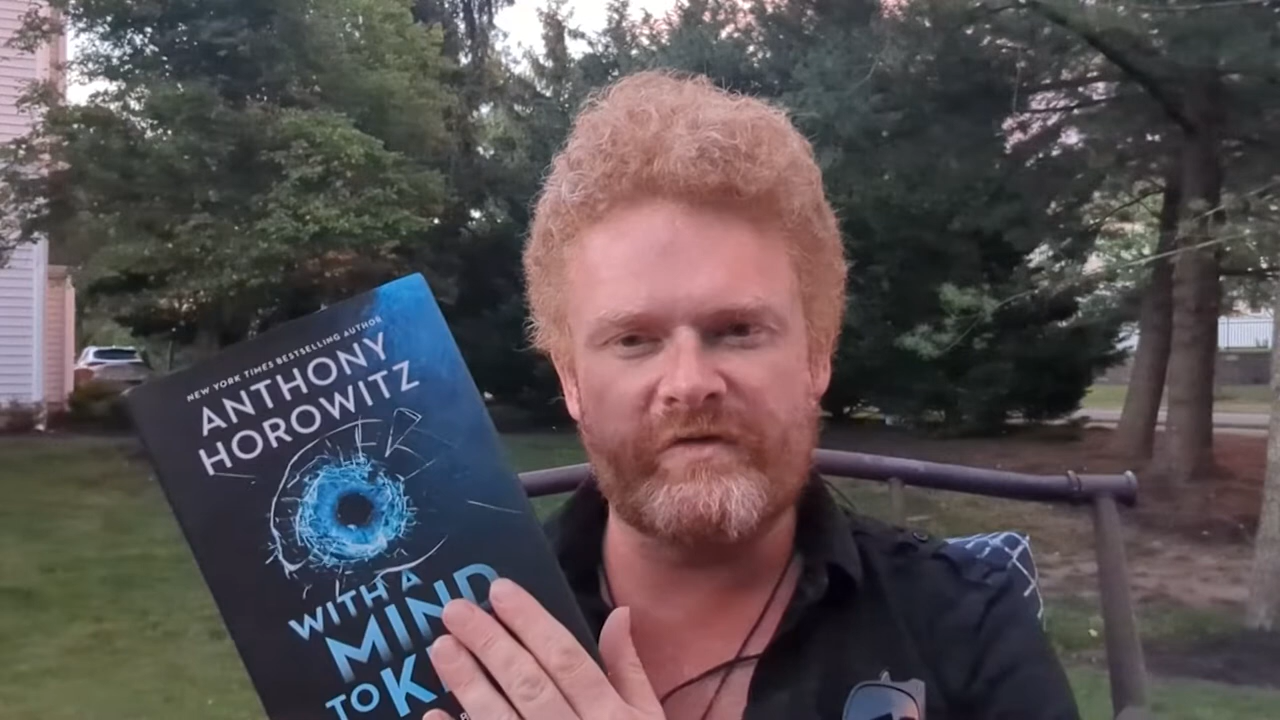 NEW YORK TIMES BESTSELLING AUTHOR
ANTHONY
HOROWITZ
WITH A
MIND
TO K